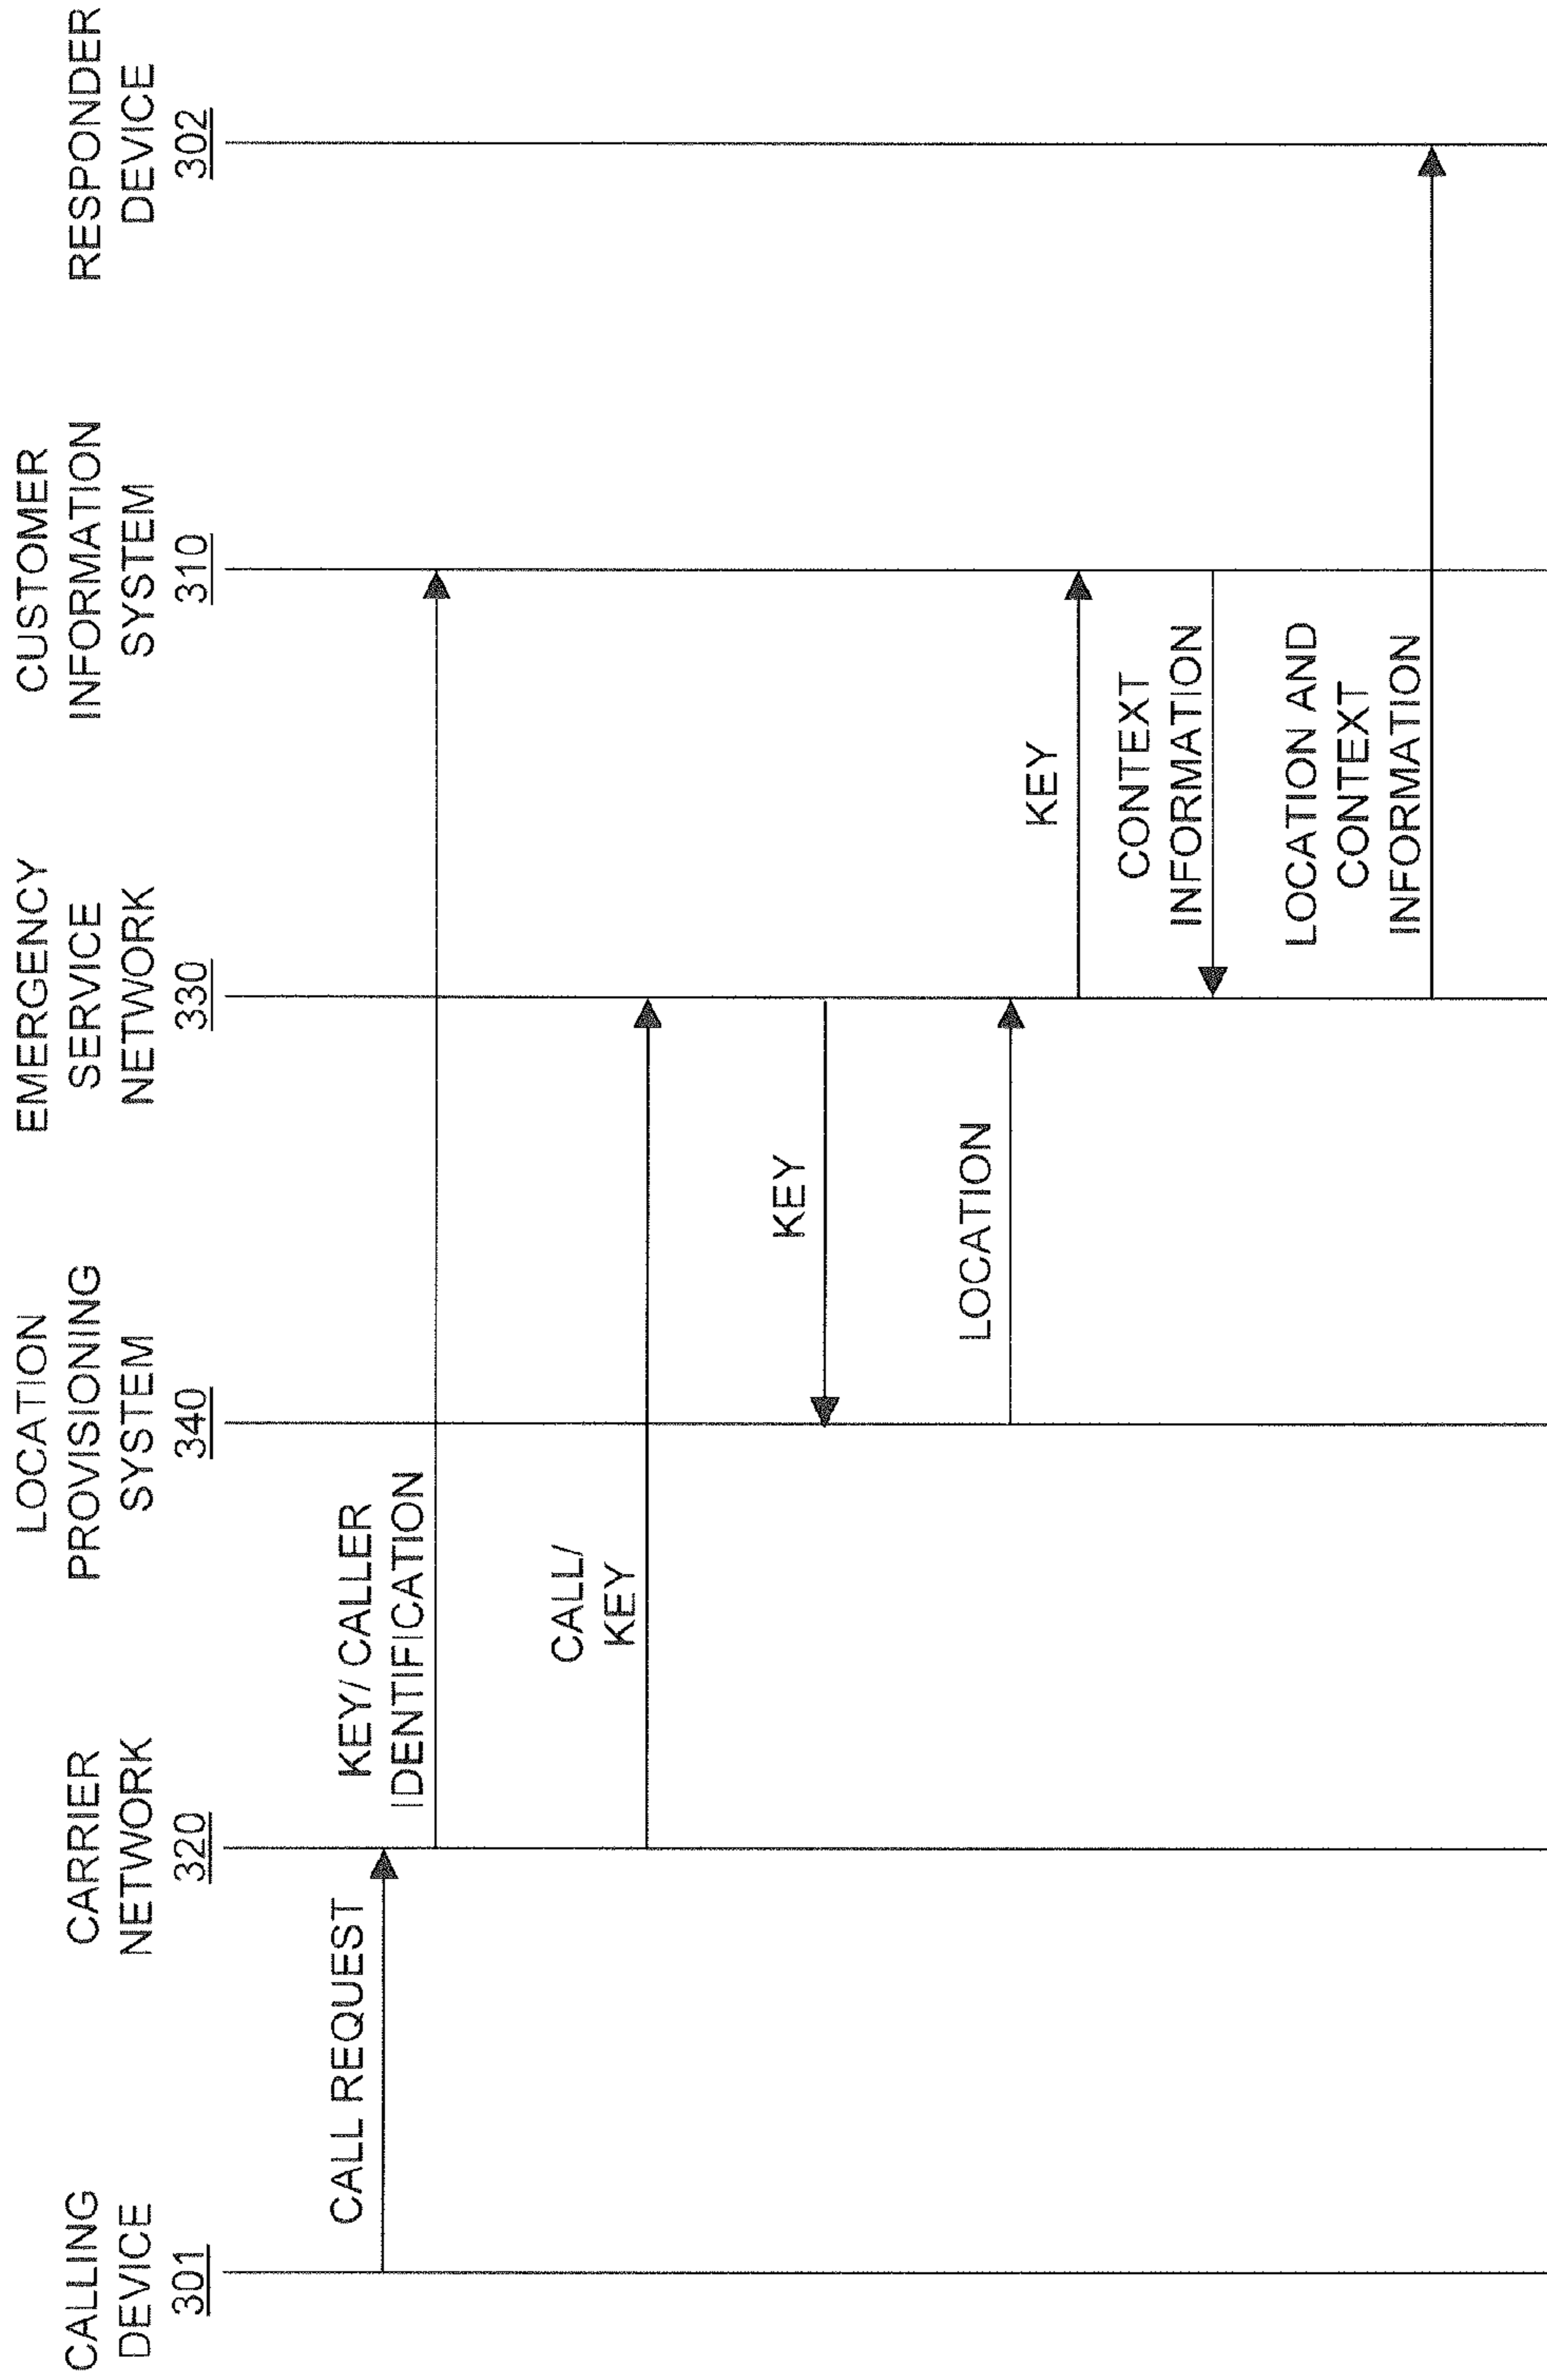 CALLING
DEVICE
301
CARRIER
NETWORK
320
LOCATION
PROVISIONING
SYSTEM
340
EMERGENCY
SERVICE
NETWORK
330
CUSTOMER
INFORMATION
SYSTEM
310
RESPONDER
DEVICE
302
CALL REQUEST
KEY/ CALLER
IDENTIFICATION
CALL/
KEY
KEY
LOCATION
KEY
CONTEXT
INFORMATION
LOCATION AND
CONTEXT
INFORMATION